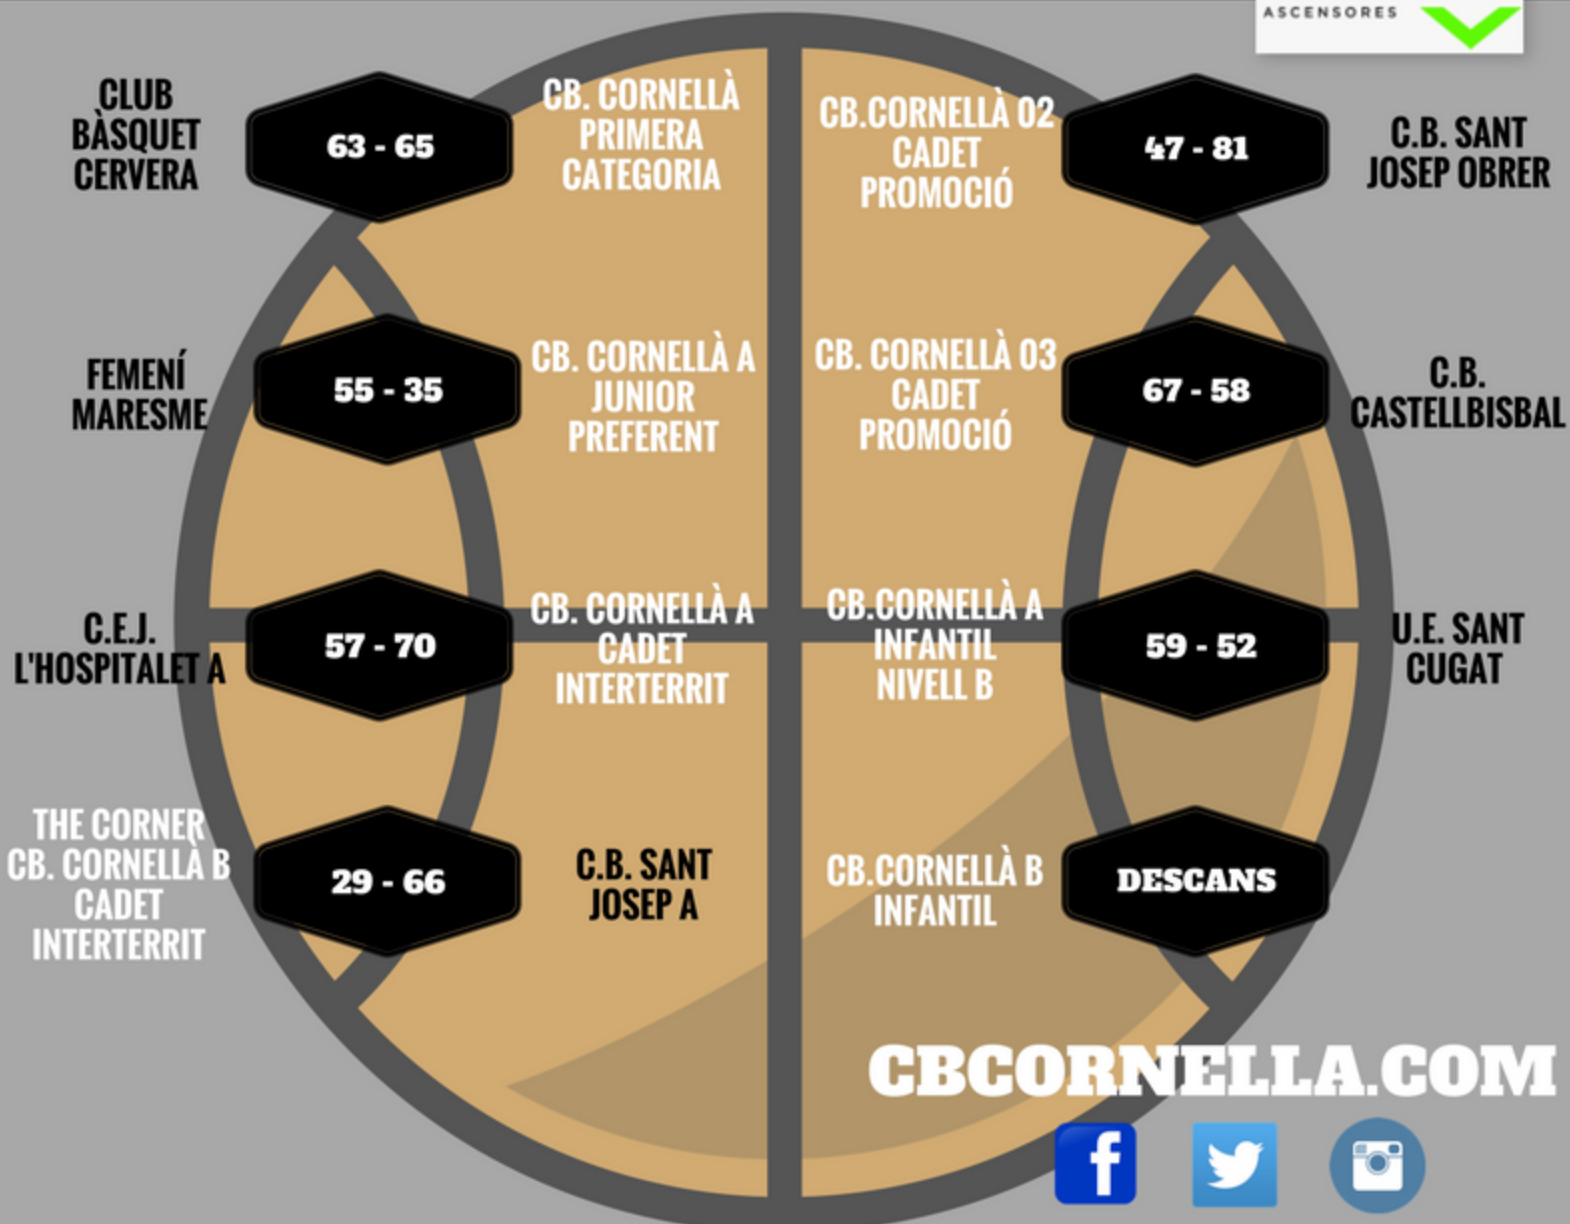 ASCENSORES
CLUB
BÀSQUET
CERVERA
63 - 65
CB. CORNELLÀ
PRIMERA
CATEGORIA
CB.CORNELLÀ 02
CADET
PROMOCIÓ
47 - 81
C.B. SANT
JOSEP OBRER
FEMENÍ
MARESME
55 - 35
CB. CORNELLÀ A
JUNIOR
PREFERENT
CB. CORNELLÀ 03
CADET
PROMOCIÓ
67 - 58
C.B.
CASTELLBISBAL
C.E.J.
L'HOSPITALET A
57 - 70
CB. CORNELLÀ A
CADET
INTERTERRIT
CB.CORNELLÀ A
INFANTIL
NIVELL B
59 - 52
U.E. SANT
CUGAT
THE CORNER
CB. CORNELLÀ B
CADET
INTERTERRIT
29 - 66
C.B. SANT
JOSEP A
CB.CORNELLÀ B
INFANTIL
DESCANS
CBCORNELLA.COM